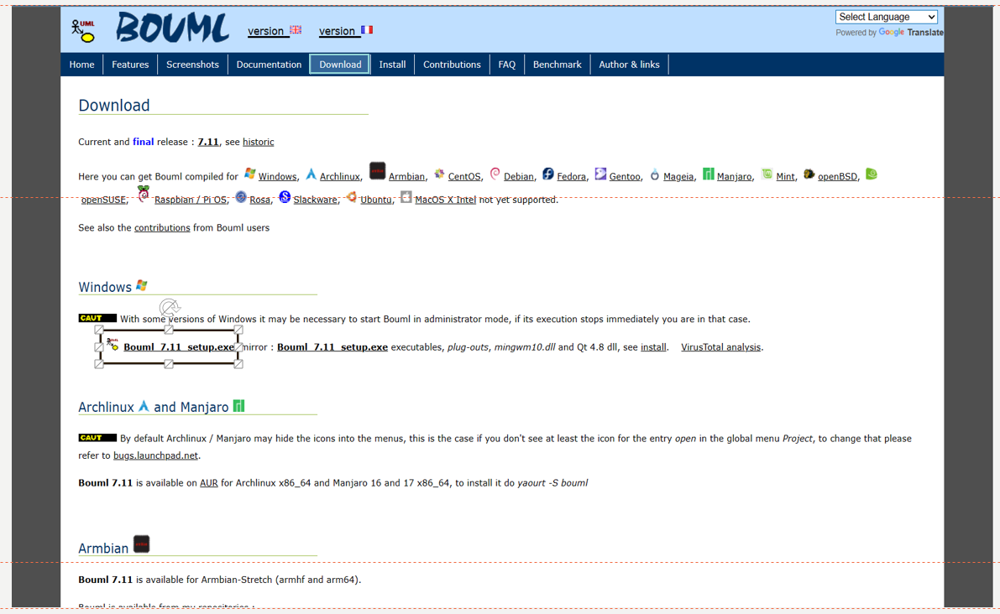 UML BOUML version version Select Language
Powered by Google Translate
Home Features Screenshots Documentation Download Install Contributions FAQ Benchmark Author & links
Download
Current and final release : 7.11, see historic
Here you can get Bouml compiled for Windows, Archlinux, Armbian, CentOS, Debian, Fedora, Gentoo, Mageia, Manjaro, Mint, openBSD,
openSUSE, Raspbian / Pi OS, Rosa, Slackware, Ubuntu, MacOS X Intel not yet supported.
See also the contributions from Bouml users
Windows
CAUT With some versions of Windows it may be necessary to start Bouml in administrator mode, if its execution stops immediately you are in that case.
Bouml_7.11_setup.exe mirror : Bouml_7.11_setup.exe executables, plug-outs, mingwm10.dll and Qt 4.8 dll, see install. VirusTotal analysis.
Archlinux and Manjaro
CAUT By default Archlinux / Manjaro may hide the icons into the menus, this is the case if you don't see at least the icon for the entry open in the global menu Project, to change that please
refer to bugs.launchpad.net.
Bouml 7.11 is available on AUR for Archlinux x86_64 and Manjaro 16 and 17 x86_64, to install it do yaourt -S bouml
Armbian
Bouml 7.11 is available for Armbian-Stretch (armhf and arm64).
Bouml is available from my repositories :